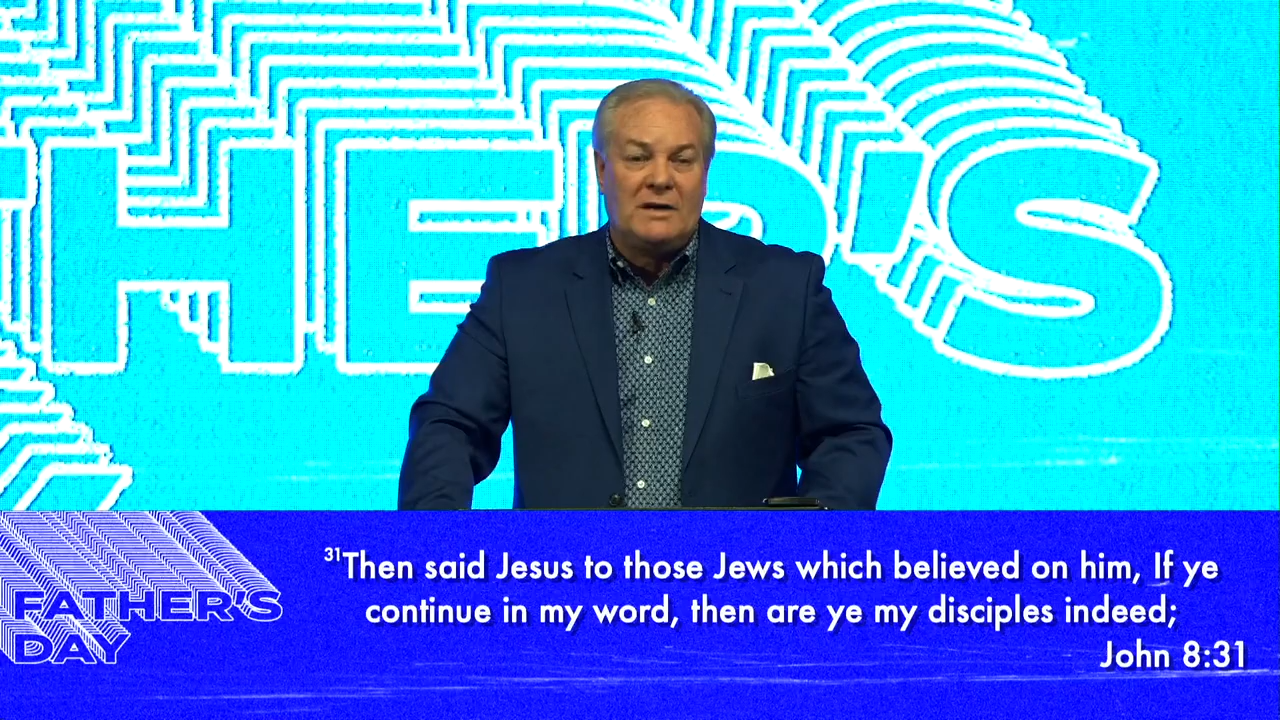 HER'S
³¹Then said Jesus to those Jews which believed on him, If ye
continue in my word, then are ye my disciples indeed;
John 8:31
FATHER'S
DAY